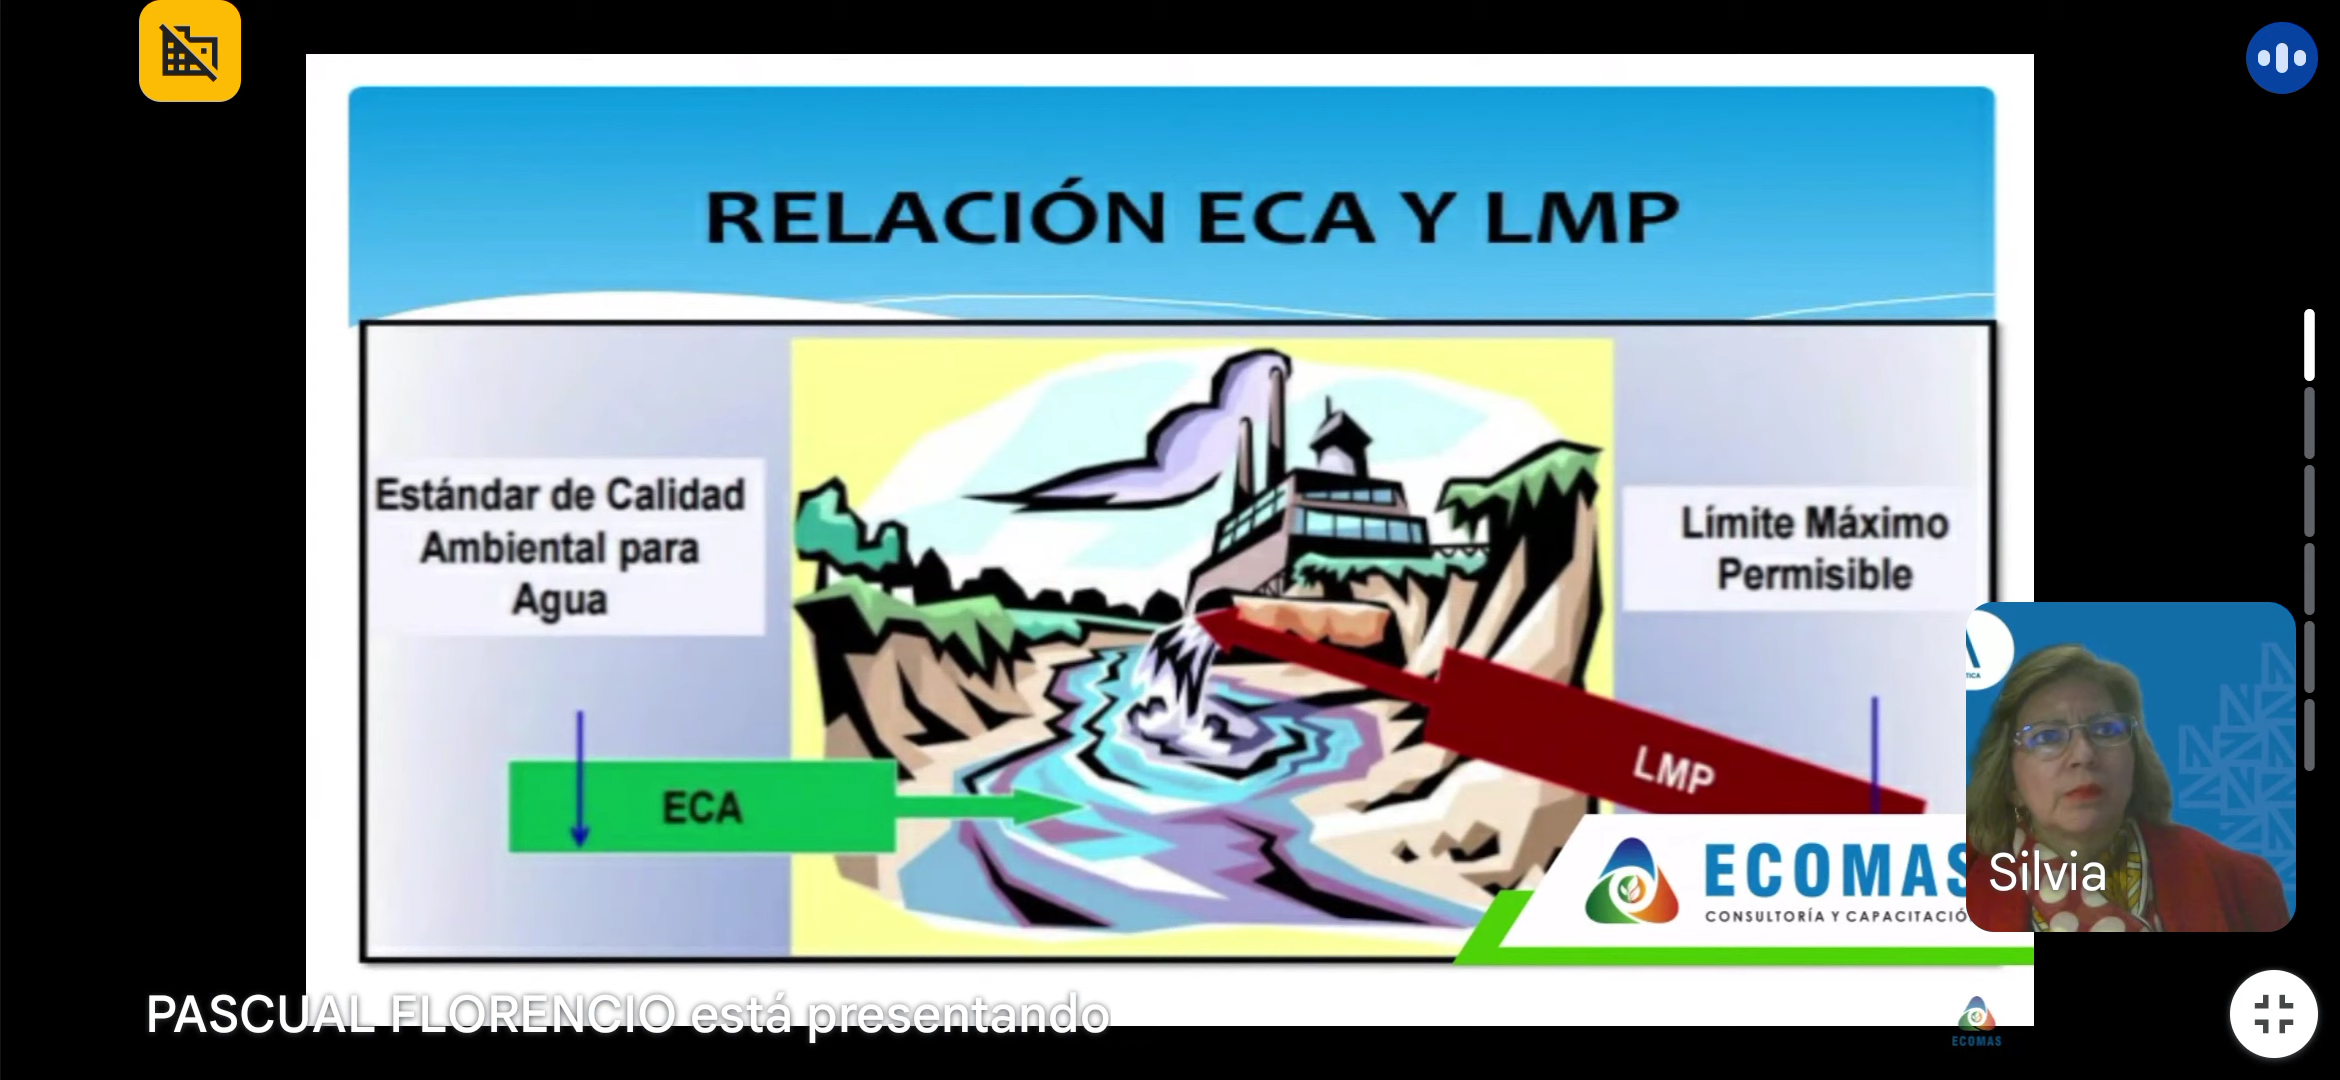 RELACIÓN ECA Y LMP
Estándar de Calidad
Ambiental para
Agua
Límite Máximo
Permisible
ECA
LMP
ECOMAS
CONSULTORÍA Y CAPACITACIÓ
Silvia
PASCUAL FLORENCIO está presentando
ECOMAS